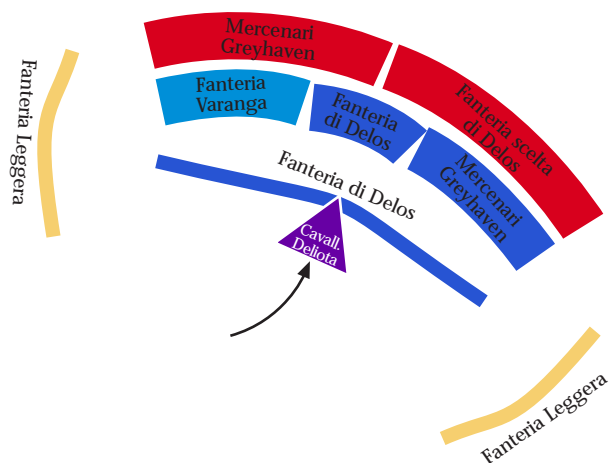 Mercenari
Greyhaven
Fanteria scelta
di Delos
Fanteria
Varanga
Fanteria
di Delos
Mercenari
Greyhaven
Fanteria Leggera
Fanteria di Delos
Cavall.
Deliota
Fanteria Leggera